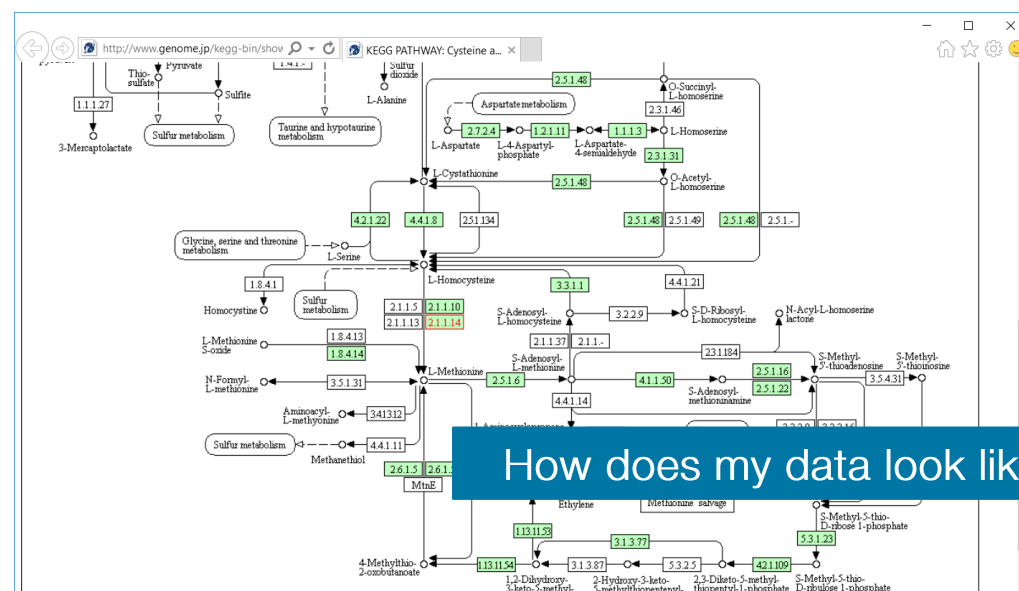 http://www.genome.jp/kegg-bin/show
KEGG PATHWAY: Cysteine a...
Pyruvate
1.4.1.-
Sulfur
dioxide
Thio-
sulfate
Sulfite
L-Alanine
2.5.1.48
O-Succinyl-
L-homoserine
1.1.1.27
Aspartate metabolism
2.3.1.46
Sulfur metabolism
Taurine and hypotaurine
metabolism
2.7.2.4
1.2.1.11
1.1.1.3
L-Homoserine
3-Mercaptolactate
L-Aspartate
L-4-Aspartyl-
phosphate
L-Aspartate-
4-semialdehyde
2.3.1.31
L-Cystathionine
2.5.1.48
O-Acetyl-
L-homoserine
4.2.1.22
4.4.1.8
2.5.1.134
2.5.1.48
2.5.1.49
2.5.1.48
2.5.1.-
Glycine, serine and threonine
metabolism
L-Serine
L-Homocysteine
1.8.4.1
Sulfur
metabolism
3.3.1.1
4.4.1.21
Homocystine
2.1.1.5
2.1.1.10
2.1.1.13
2.1.1.14
S-Adenosyl-
L-homocysteine
3.2.2.9
S-D-Ribosyl-
L-homocysteine
N-Acyl-L-homoserine
lactone
L-Methionine
S-oxide
1.8.4.13
1.8.4.14
2.1.1.37
2.1.1.-
S-Adenosyl-
L-methionine
2.3.1.184
S-Methyl-
5'-thioadenosine
S-Methyl-
5'-thioinosine
N-Formyl-
L-methionine
3.5.1.31
L-Methionine
2.5.1.6
4.1.1.50
2.5.1.16
2.5.1.22
3.5.4.31
S-Adenosyl-
methioninamine
4.4.1.14
Aminoacyl-
L-methyonine
3.4.13.12
Sulfur metabolism
4.4.1.11
Methanethiol
2.6.1.5
MtnE
How does my data look lik
Ethylene
Methionine salvage
S-Methyl-5-thio-
D-ribose 1-phosphate
1.13.11.53
3.1.3.77
5.3.1.23
4-Methylthio-
2-oxobutanoate
1.13.11.54
3.1.3.87
5.3.2.5
4.2.1.109
1,2-Dihydroxy-
3-keto-5-methyl-
2-Hydroxy-3-keto-
5-methylthiopentenyl-
2,3-Diketo-5-methyl-
thiopentyl-1-phosphate
S-Methyl-5-thio-
D-ribulose 1-phosphate